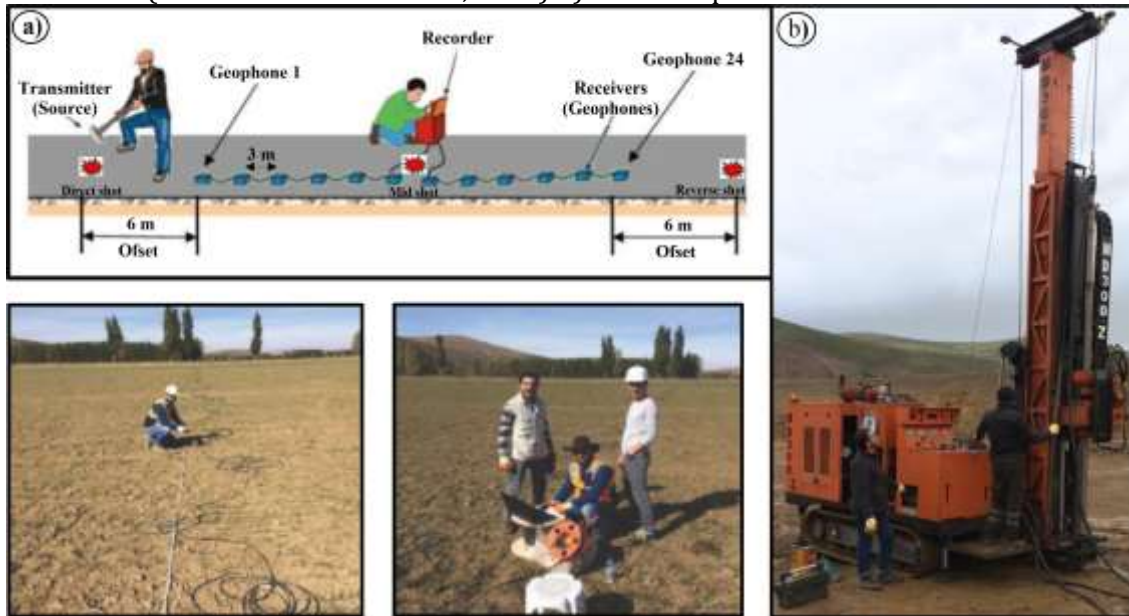 a)
b)
Recorder
Geophone 1
Geophone 24
Transmitter
(Source)
Receivers
(Geophones)
3 m
Direct shot
Mid shot
Reverse shot
6 m
6 m
Ofset
Ofset